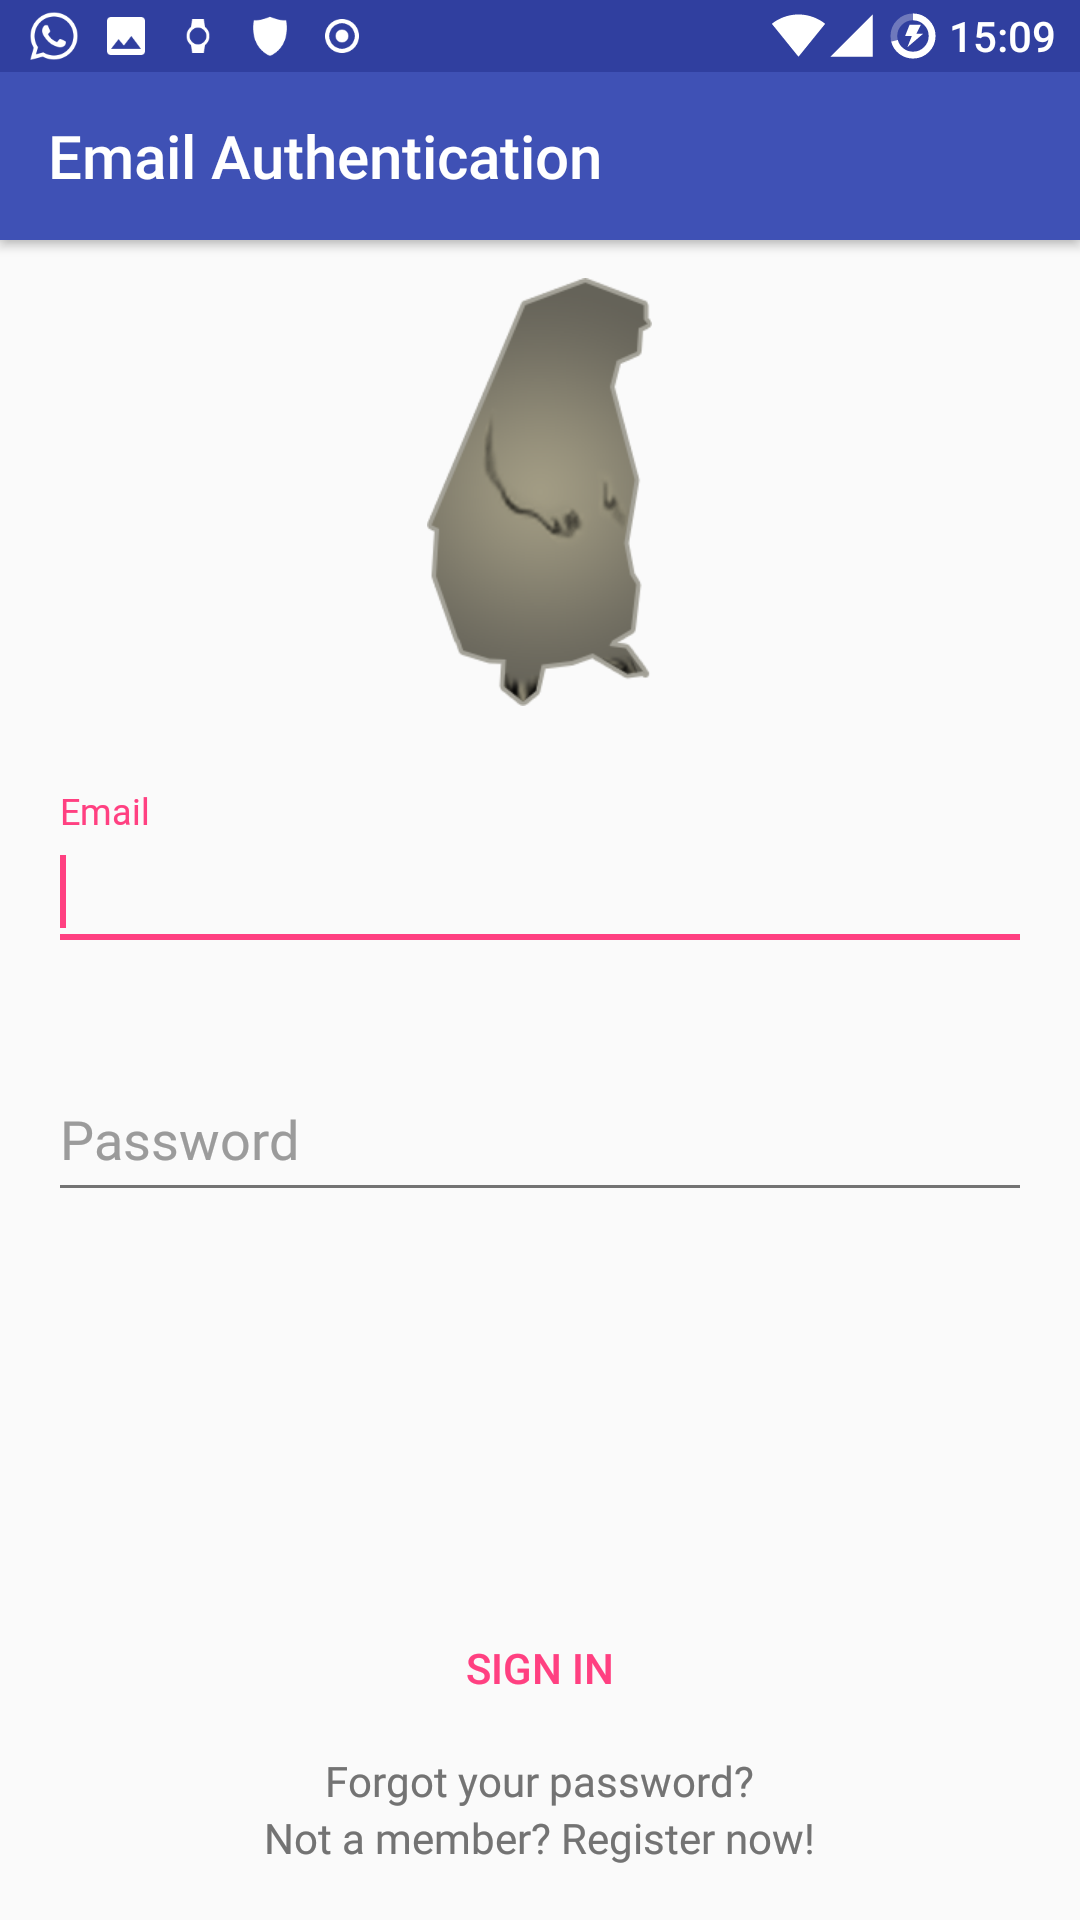 15:09
Email Authentication
Email
Password
SIGN IN
Forgot your password?
Not a member? Register now!